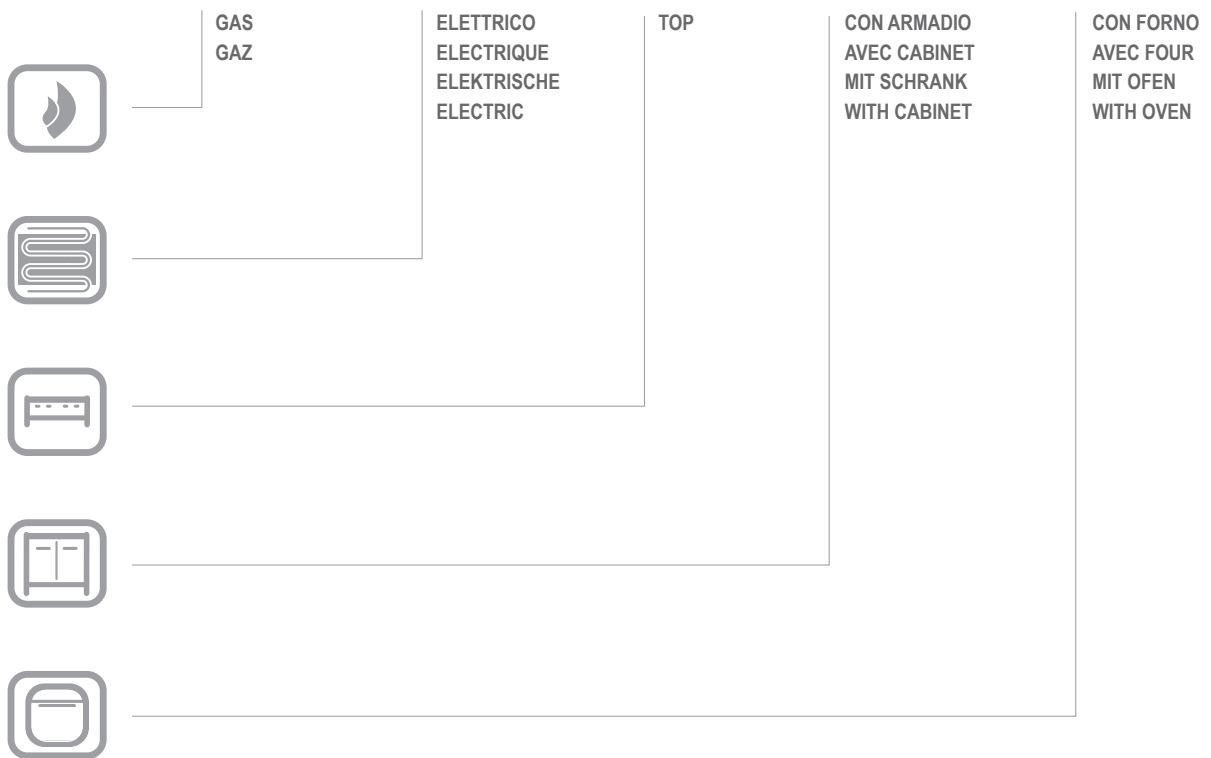 GAS
GAZ
ELETTRICO
ELECTRIQUE
ELEKTRISCHE
ELECTRIC
TOP
CON ARMADIO
AVEC CABINET
MIT SCHRANK
WITH CABINET
CON FORNO
AVEC FOUR
MIT OFEN
WITH OVEN